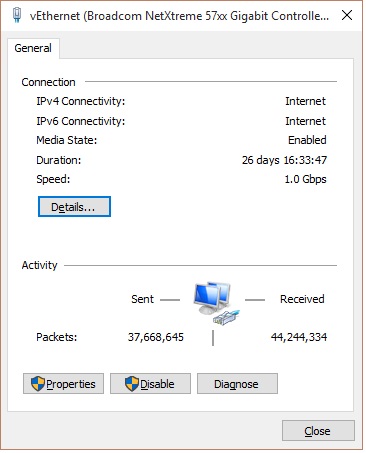 vEthernet (Broadcom NetXtreme 57xx Gigabit Controlle...
General
Connection
IPv4 Connectivity: Internet
IPv6 Connectivity: Internet
Media State: Enabled
Duration: 26 days 16:33:47
Speed: 1.0 Gbps
Details...
Activity
Sent Received
Packets: 37,668,645 44,244,334
Properties Disable Diagnose
Close